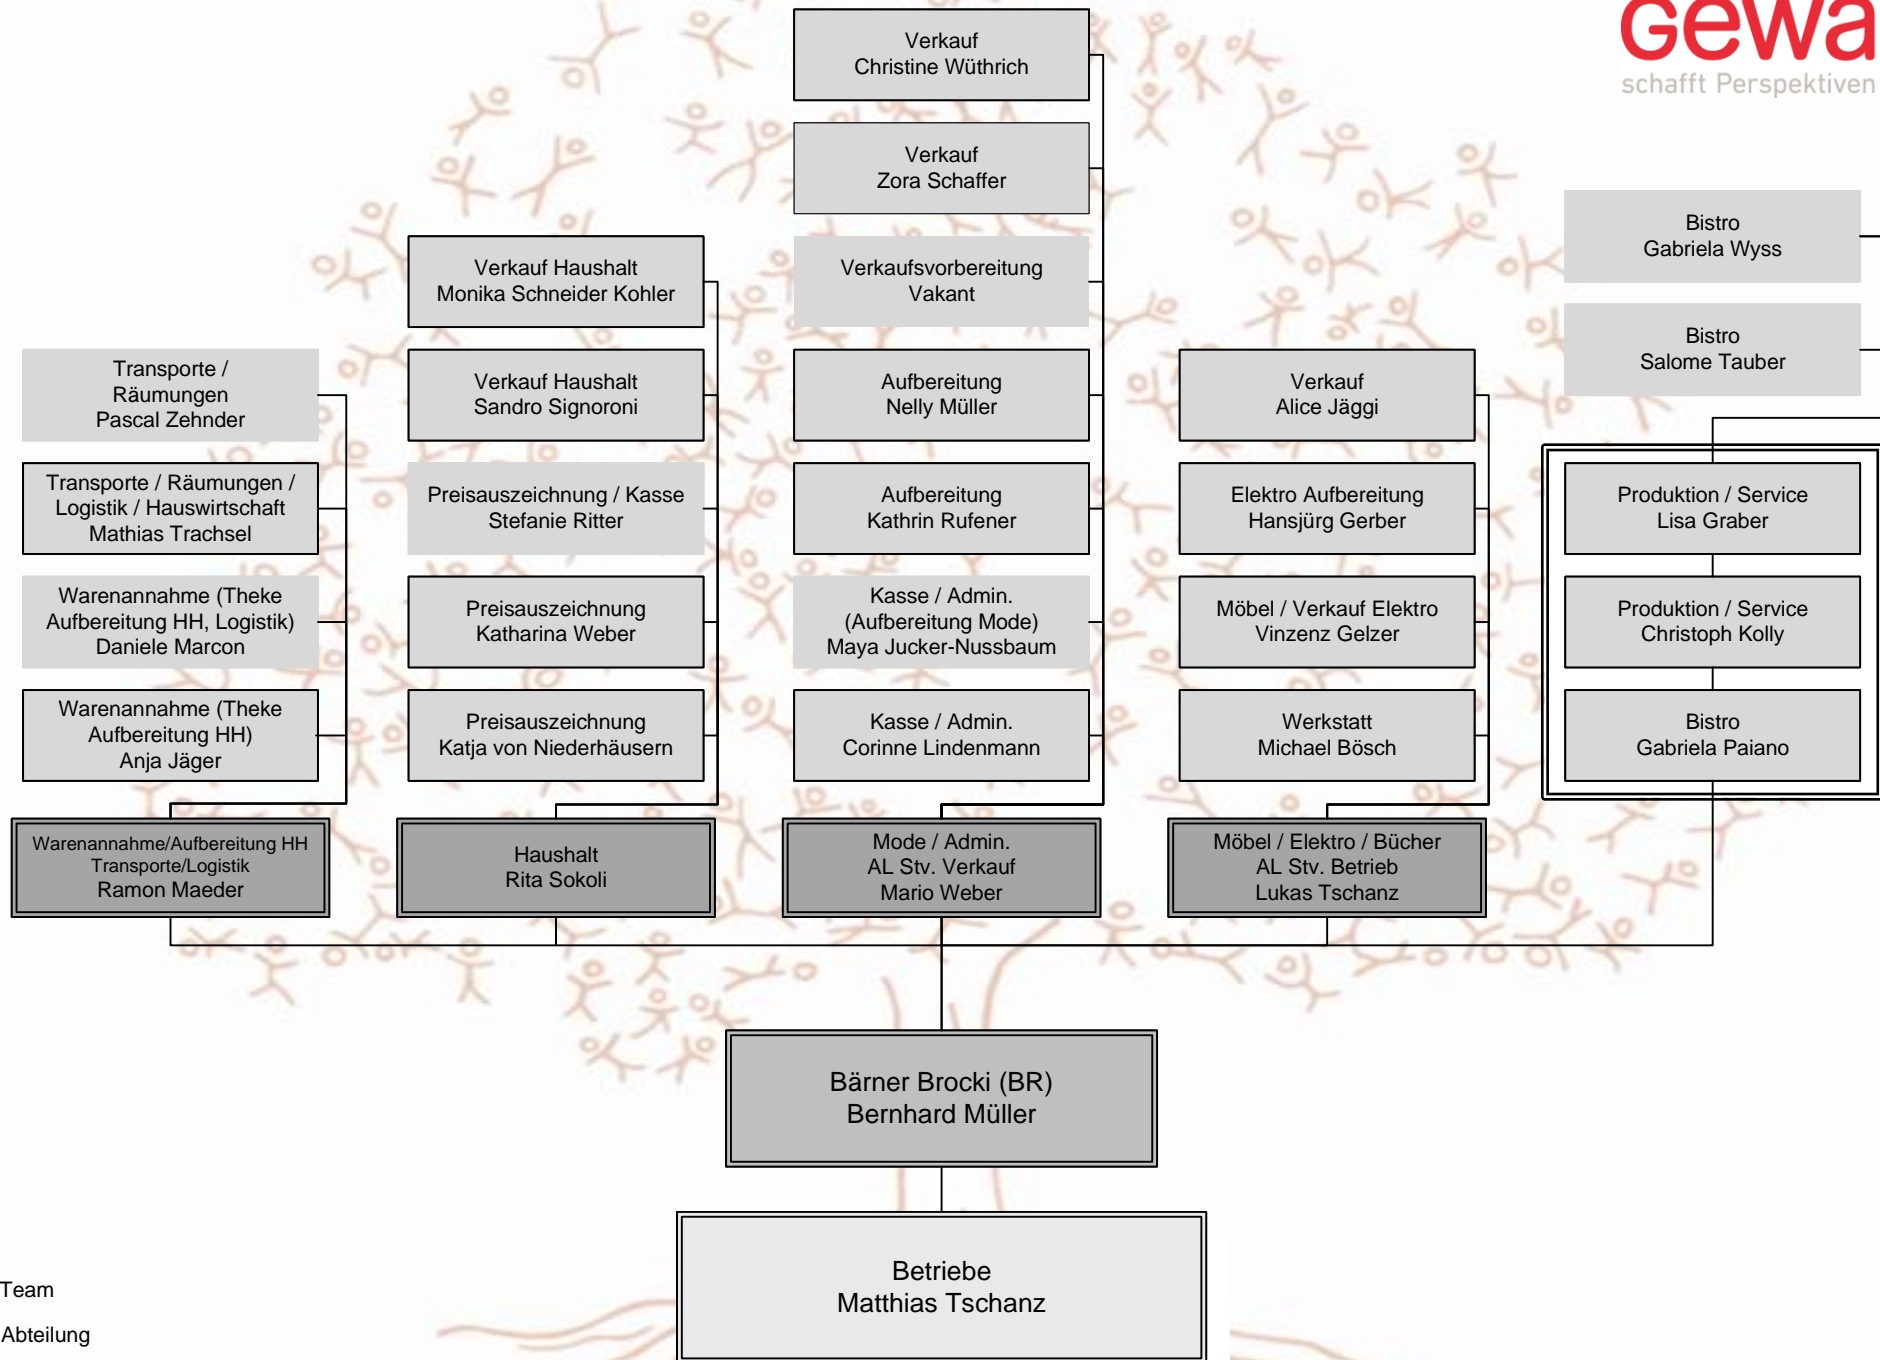 Gewa
schafft Perspektiven
Verkauf
Christine Wüthrich
Verkauf
Zora Schaffer
Verkaufsvorbereitung
Vakant
Aufbereitung
Nelly Müller
Aufbereitung
Kathrin Rufener
Kasse / Admin.
(Aufbereitung Mode)
Maya Jucker-Nussbaum
Kasse / Admin.
Corinne Lindenmann
Mode / Admin.
AL Stv. Verkauf
Mario Weber
Verkauf Haushalt
Monika Schneider Kohler
Verkauf Haushalt
Sandro Signoroni
Preisauszeichnung / Kasse
Stefanie Ritter
Preisauszeichnung
Katharina Weber
Preisauszeichnung
Katja von Niederhäusern
Haushalt
Rita Sokoli
Transporte /
Räumungen
Pascal Zehnder
Transporte / Räumungen /
Logistik / Hauswirtschaft
Mathias Trachsel
Warenannahme (Theke
Aufbereitung HH, Logistik)
Daniele Marcon
Warenannahme (Theke
Aufbereitung HH)
Anja Jäger
Warenannahme/Aufbereitung HH
Transporte/Logistik
Ramon Maeder
Verkauf
Alice Jäggi
Elektro Aufbereitung
Hansjürg Gerber
Möbel / Verkauf Elektro
Vinzenz Gelzer
Werkstatt
Michael Bösch
Möbel / Elektro / Bücher
AL Stv. Betrieb
Lukas Tschanz
Bistro
Gabriela Wyss
Bistro
Salome Tauber
Produktion / Service
Lisa Graber
Produktion / Service
Christoph Kolly
Bistro
Gabriela Paiano
Bärner Brocki (BR)
Bernhard Müller
Betriebe
Matthias Tschanz
Team
Abteilung